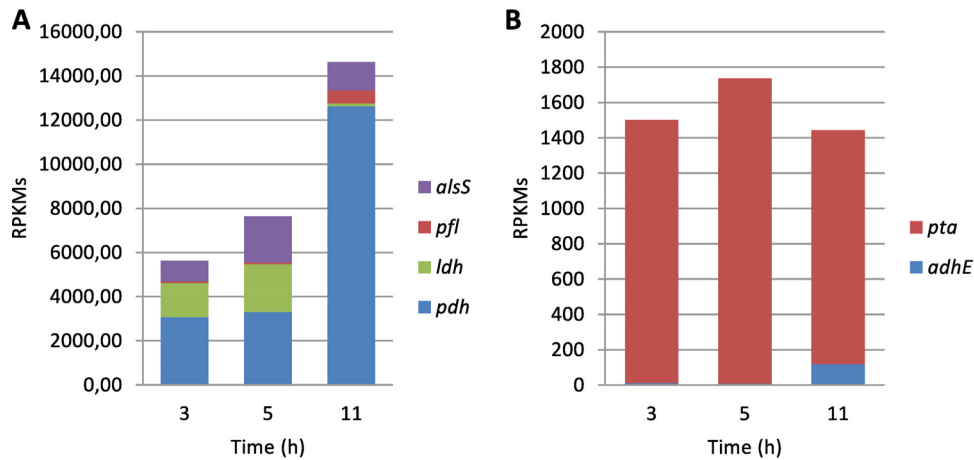 A
16000,00
14000,00
12000,00
10000,00
8000,00
6000,00
4000,00
2000,00
0,00
RPKMs
3 5 11
Time (h)
alsS
pfl
ldh
pdh
B
2000
1800
1600
1400
1200
1000
800
600
400
200
0
RPKMs
3 5 11
Time (h)
pta
adhE